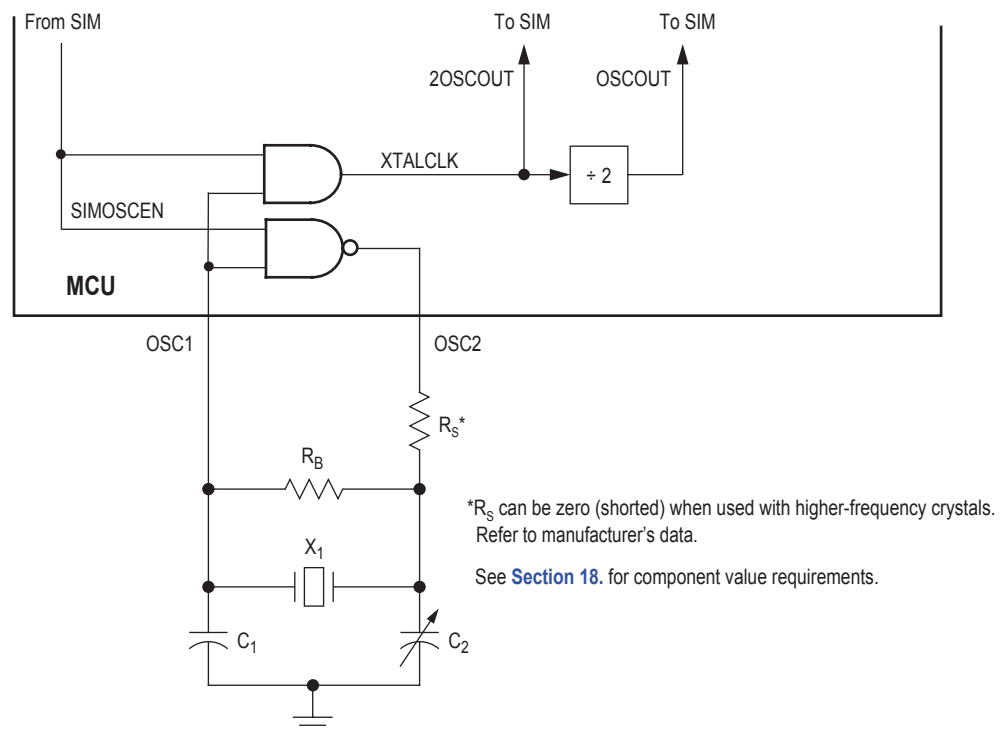 From SIM
To SIM
To SIM
2OSCOUT
OSCOUT
XTALCLK
÷ 2
SIMOSCEN
MCU
OSC1
OSC2
RS*
RB
*RS can be zero (shorted) when used with higher-frequency crystals.
Refer to manufacturer's data.
X1
See Section 18. for component value requirements.
C1
C2